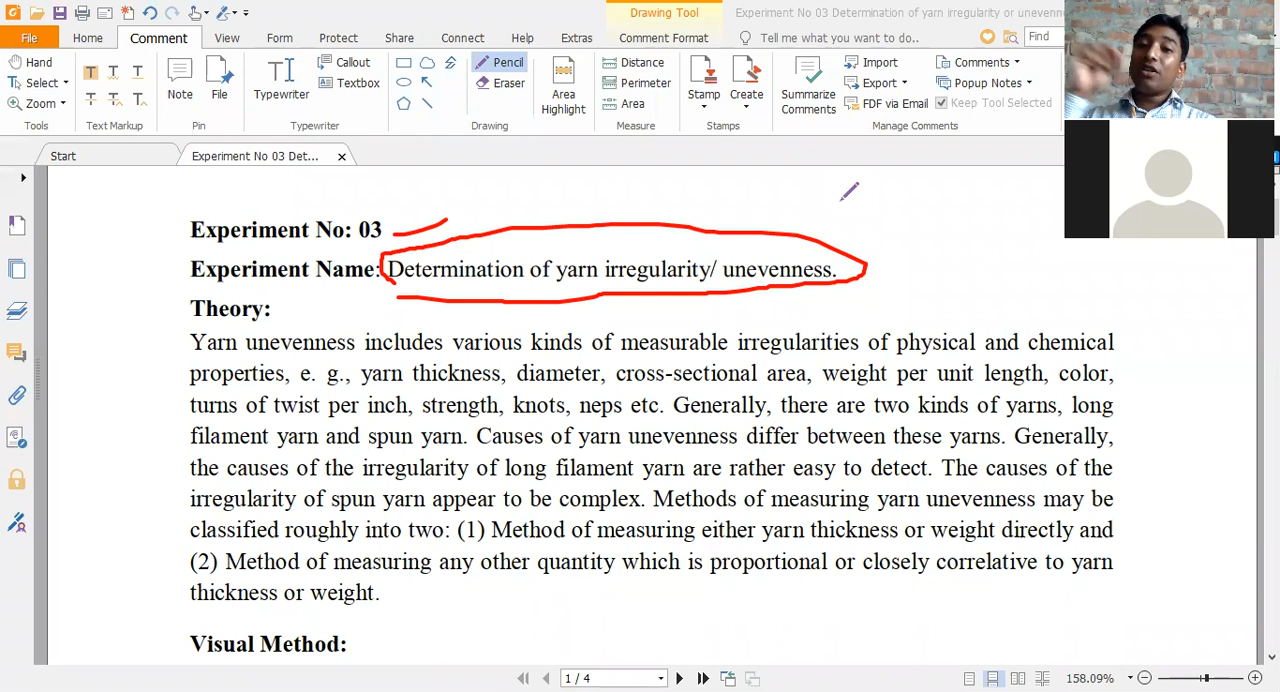 Drawing Tool
Experiment No 03 Determination of yarn irregularity or unevenne
File Home Comment View Form Protect Share Connect Help Extras Comment Format Tell me what you want to do.. Find
Hand
Select
Zoom
Tools
Text Markup
Note
File
Pin
Typewriter
Callout
Textbox
Typewriter
Pencil
Eraser
Drawing
Area
Highlight
Distance
Perimeter
Area
Measure
Stamp
Create
Stamps
Summarize
Comments
Import
Export
FDF via Email
Comments
Popup Notes
Keep Tool Selected
Manage Comments
Start
Experiment No 03 Det...
Experiment No: 03
Experiment Name: Determination of yarn irregularity/ unevenness.
Theory:
Yarn unevenness includes various kinds of measurable irregularities of physical and chemical
properties, e. g., yarn thickness, diameter, cross-sectional area, weight per unit length, color,
turns of twist per inch, strength, knots, neps etc. Generally, there are two kinds of yarns, long
filament yarn and spun yarn. Causes of yarn unevenness differ between these yarns. Generally,
the causes of the irregularity of long filament yarn are rather easy to detect. The causes of the
irregularity of spun yarn appear to be complex. Methods of measuring yarn unevenness may be
classified roughly into two: (1) Method of measuring either yarn thickness or weight directly and
(2) Method of measuring any other quantity which is proportional or closely correlative to yarn
thickness or weight.
Visual Method:
1 / 4
158.09%